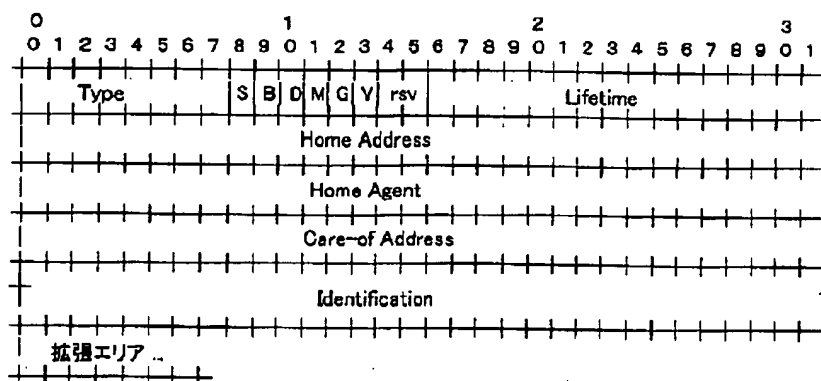 0 1 2 3
0 1 2 3 4 5 6 7 8 9 0 1 2 3 4 5 6 7 8 9 0 1 2 3 4 5 6 7 8 9 0 1
Type S B D M G V rsv Lifetime
Home Address
Home Agent
Care-of Address
Identification
拡張エリア ...